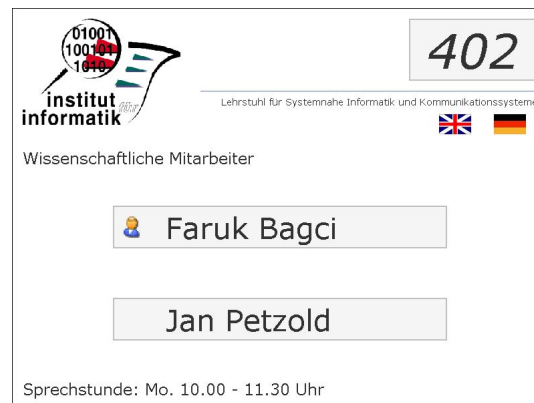 01001
100101
1010
institut
informatik
402
Lehrstuhl für Systemnahe Informatik und Kommunikationssysteme
Wissenschaftliche Mitarbeiter
Faruk Bagci
Jan Petzold
Sprechstunde: Mo. 10.00 - 11.30 Uhr